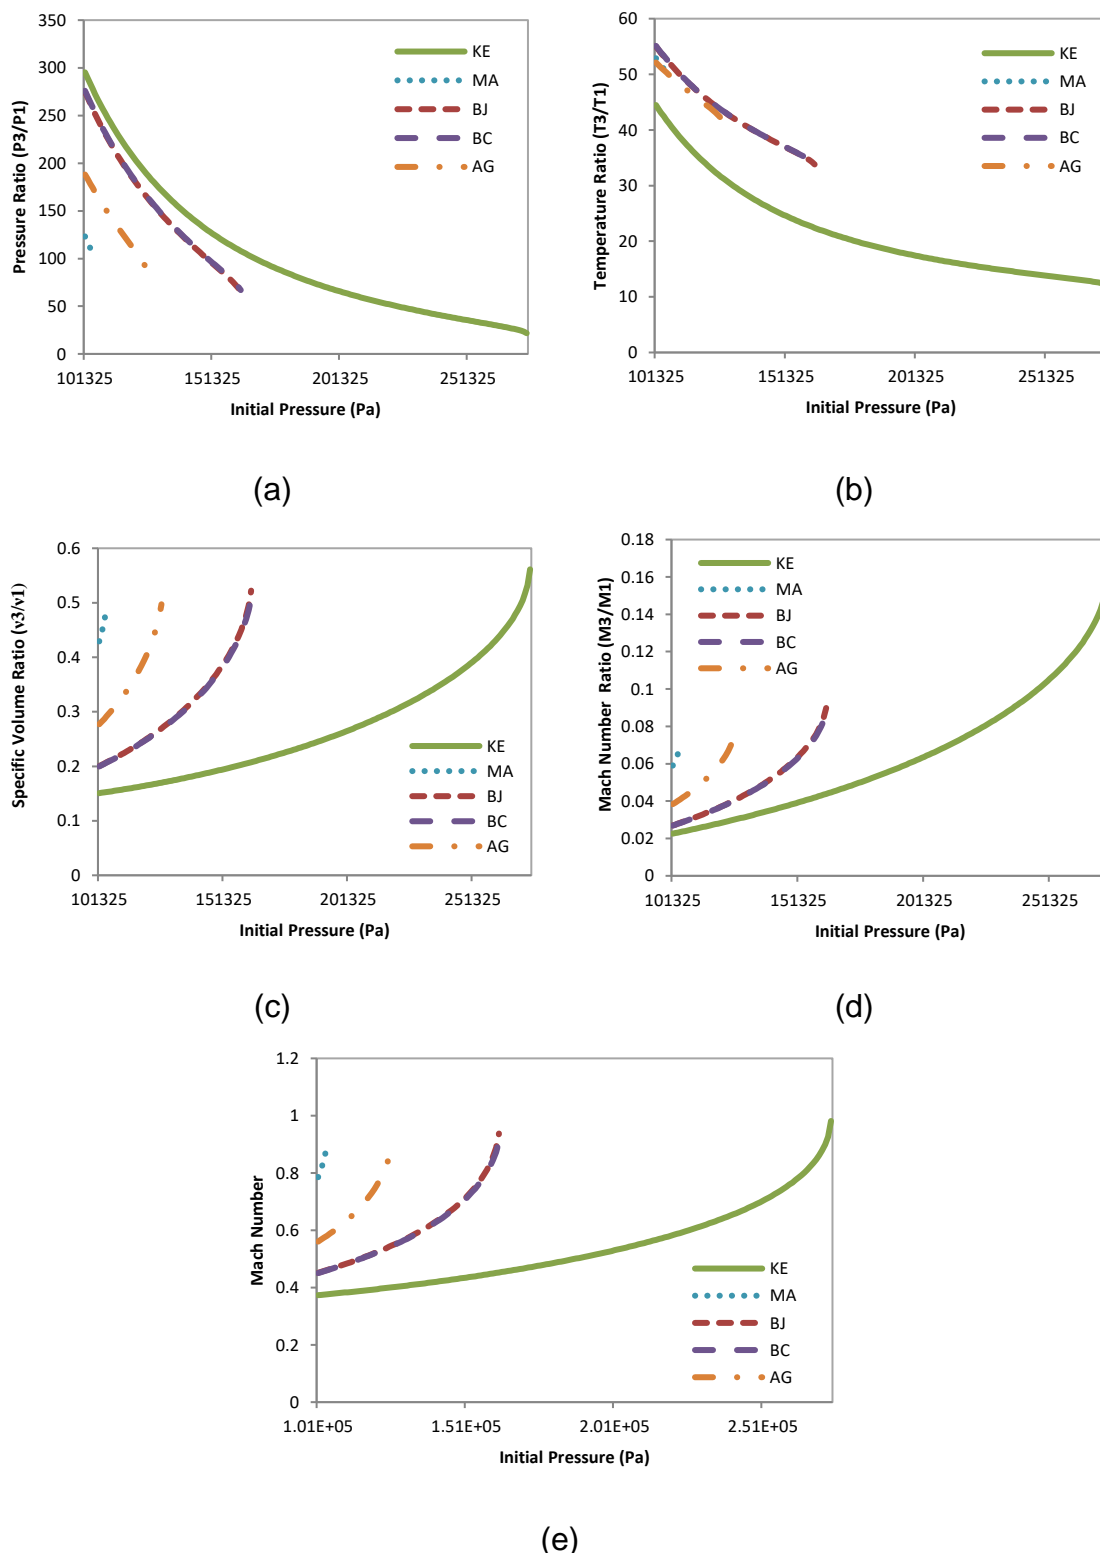 350
300
250
200
150
100
50
0
Pressure Ratio (P3/P1)
KE
MA
BJ
BC
AG
101325 151325 201325 251325
Initial Pressure (Pa)
(a)
60
50
40
30
20
10
0
Temperature Ratio (T3/T1)
KE
MA
BJ
BC
AG
101325 151325 201325 251325
Initial Pressure (Pa)
(b)
0.6
0.5
0.4
0.3
0.2
0.1
0
Specific Volume Ratio (v3/v1)
KE
MA
BJ
BC
AG
101325 151325 201325 251325
Initial Pressure (Pa)
(c)
0.18
0.16
0.14
0.12
0.1
0.08
0.06
0.04
0.02
0
Mach Number Ratio (M3/M1)
KE
MA
BJ
BC
AG
101325 151325 201325 251325
Initial Pressure (Pa)
(d)
1.2
1
0.8
0.6
0.4
0.2
0
Mach Number
KE
MA
BJ
BC
AG
1.01E+05 1.51E+05 2.01E+05 2.51E+05
Initial Pressure (Pa)
(e)